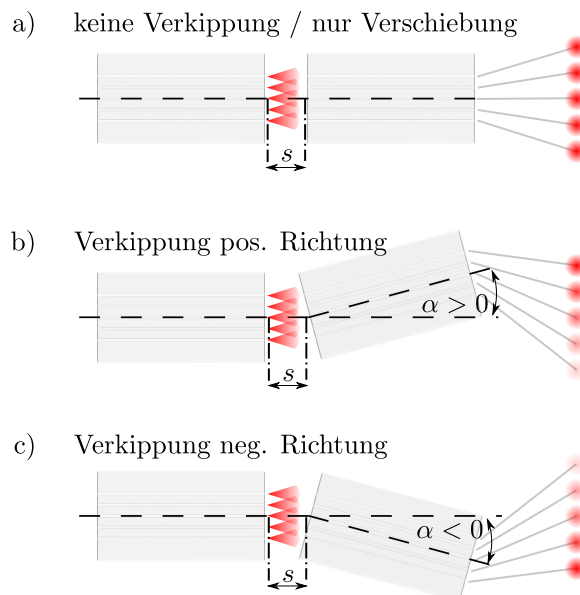 a) keine Verkippung / nur Verschiebung
s
b) Verkippung pos. Richtung
α > 0
s
c) Verkippung neg. Richtung
α < 0
s